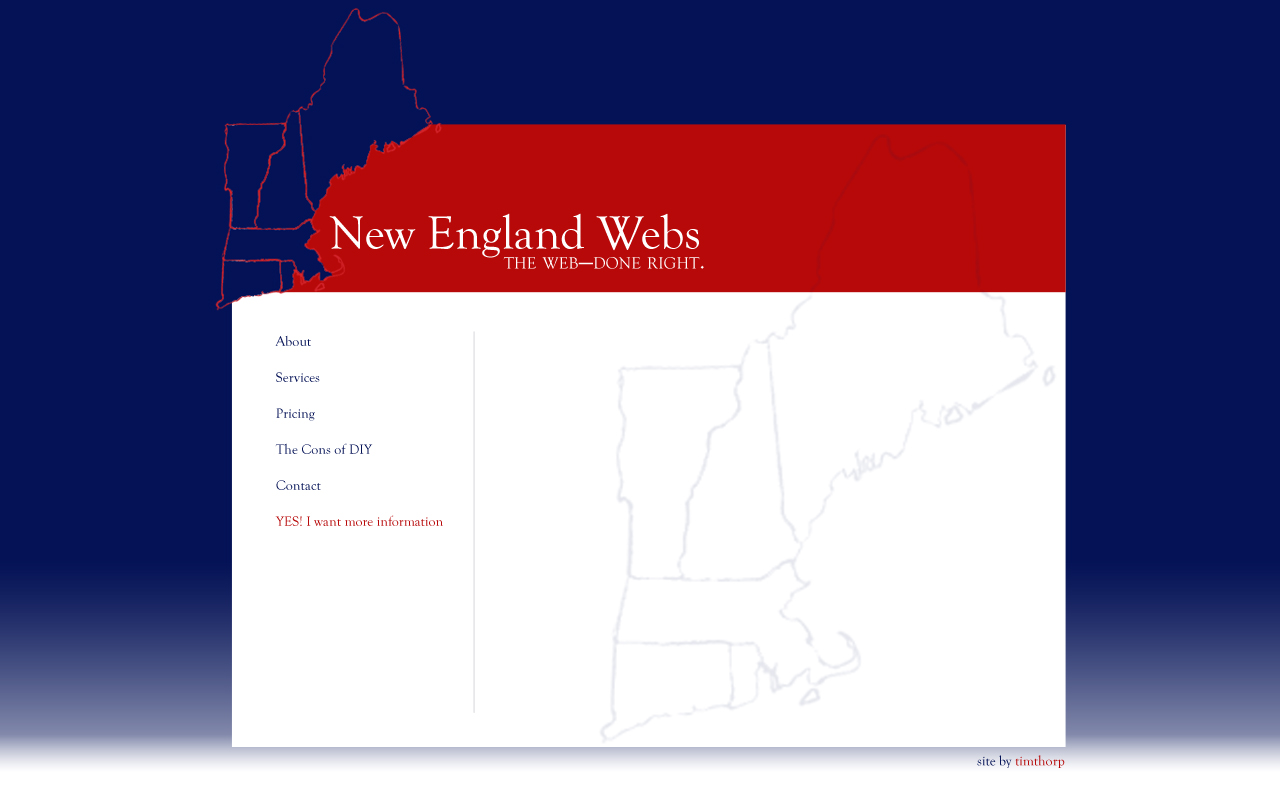 New England Webs
THE WEB—DONE RIGHT.
About
Services
Pricing
The Cons of DIY
Contact
YES! I want more information
site by timthorp